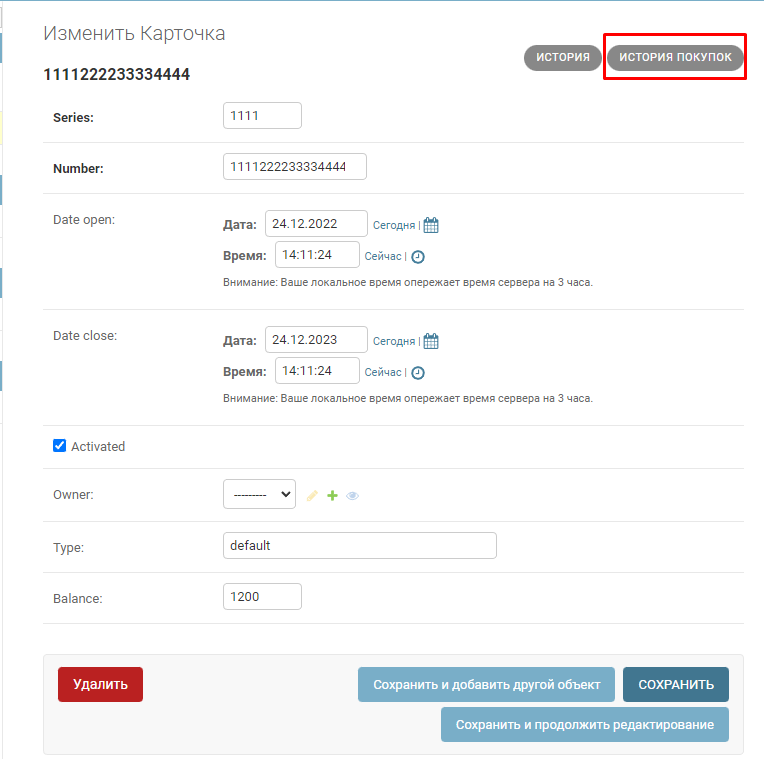 Изменить Карточка
ИСТОРИЯ ИСТОРИЯ ПОКУПОК
1111222233334444
Series: 1111
Number: 1111222233334444
Date open: Дата: 24.12.2022 Сегодня |
Время: 14:11:24 Сейчас |
Внимание: Ваше локальное время опережает время сервера на 3 часа.
Date close: Дата: 24.12.2023 Сегодня |
Время: 14:11:24 Сейчас |
Внимание: Ваше локальное время опережает время сервера на 3 часа.
Activated
Owner: ---------
Type: default
Balance: 1200
Удалить Сохранить и добавить другой объект СОХРАНИТЬ
Сохранить и продолжить редактирование